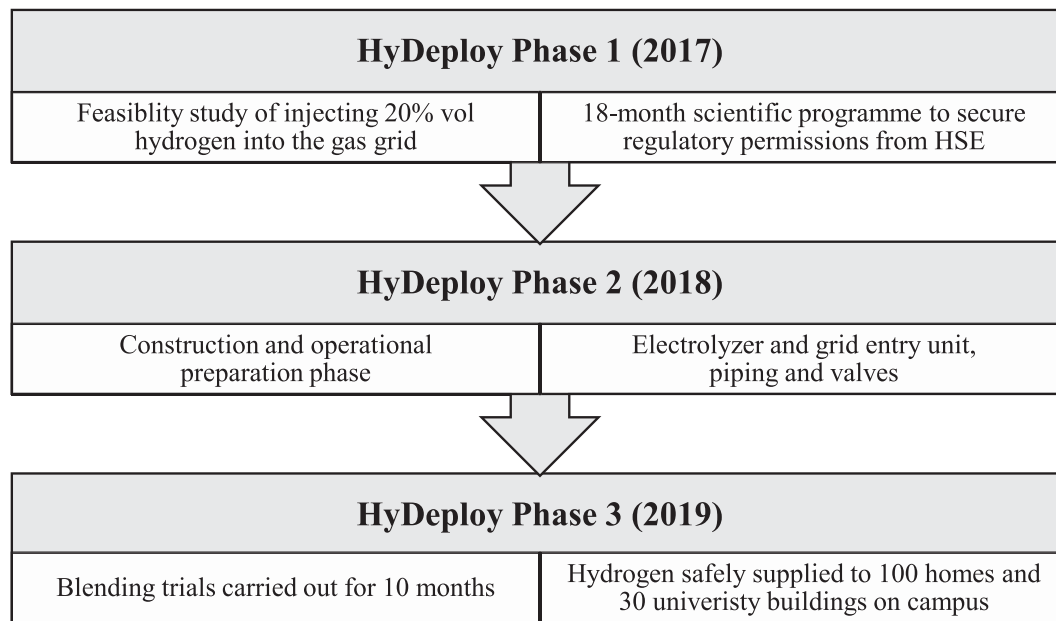 HyDeploy Phase 1 (2017)
Feasiblity study of injecting 20% vol
hydrogen into the gas grid
18-month scientific programme to secure
regulatory permissions from HSE
HyDeploy Phase 2 (2018)
Construction and operational
preparation phase
Electrolyzer and grid entry unit,
piping and valves
HyDeploy Phase 3 (2019)
Blending trials carried out for 10 months
Hydrogen safely supplied to 100 homes and
30 univeristy buildings on campus